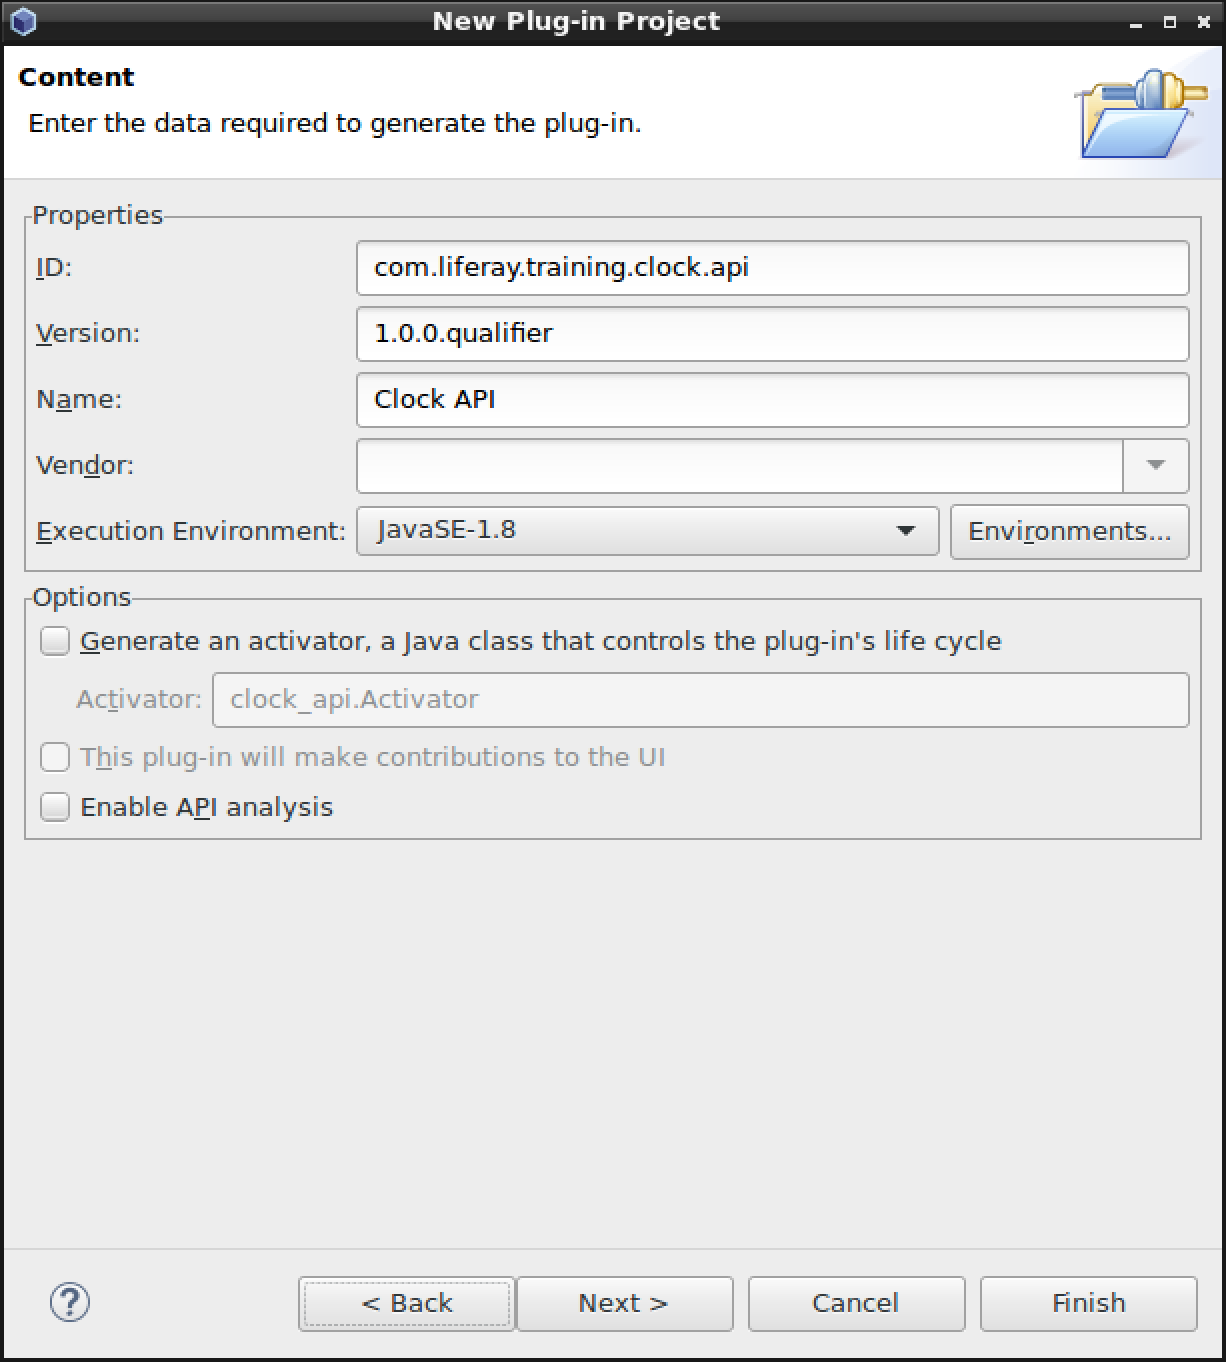 New Plug-in Project
Content
Enter the data required to generate the plug-in.
Properties
ID: com.liferay.training.clock.api
Version: 1.0.0.qualifier
Name: Clock API
Vendor:
Execution Environment: JavaSE-1.8 Environments...
Options
Generate an activator, a Java class that controls the plug-in's life cycle
Activator: clock_api.Activator
This plug-in will make contributions to the UI
Enable API analysis
? < Back Next > Cancel Finish